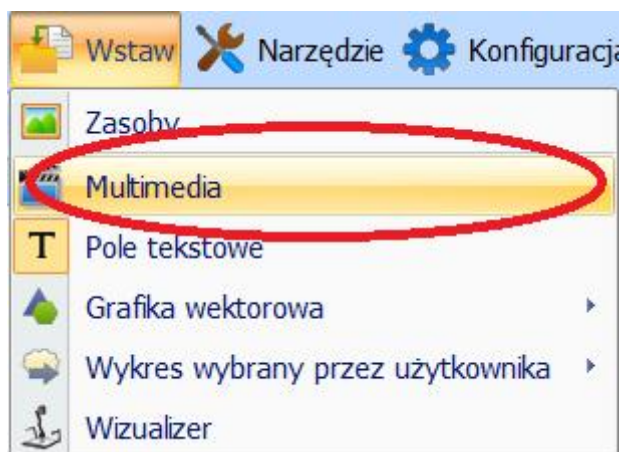 Wstaw Narzędzie Konfiguracja
Zasoby
Multimedia
T Pole tekstowe
Grafika wektorowa
Wykres wybrany przez użytkownika
Wizualizer